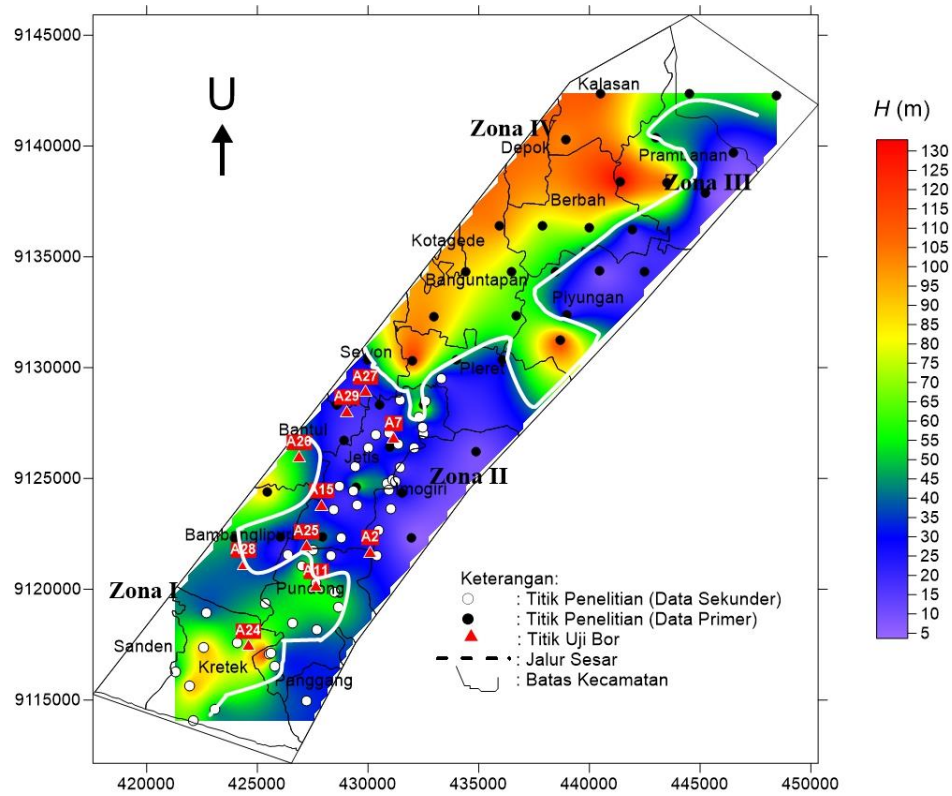 9145000
9140000
9135000
9130000
9125000
9120000
9115000
420000 425000 430000 435000 440000 445000 450000
U
Kalasan
Zona IV
Depok
Prambanan
Zona III
Berbah
Kotagede
Banguntapan
Piyungan
Sewon
Pleret
A27
A29
A7
Bantul
A26
Jetis
Zona II
A15
Imogiri
A25
A2
Bambanglipuro
A28
A11
Zona I
Pundong
A24
Sanden
Kretek
Panggang
Keterangan:
: Titik Penelitian (Data Sekunder)
: Titik Penelitian (Data Primer)
: Titik Uji Bor
: Jalur Sesar
: Batas Kecamatan
H (m)
130
125
120
115
110
105
100
95
90
85
80
75
70
65
60
55
50
45
40
35
30
25
20
15
10
5